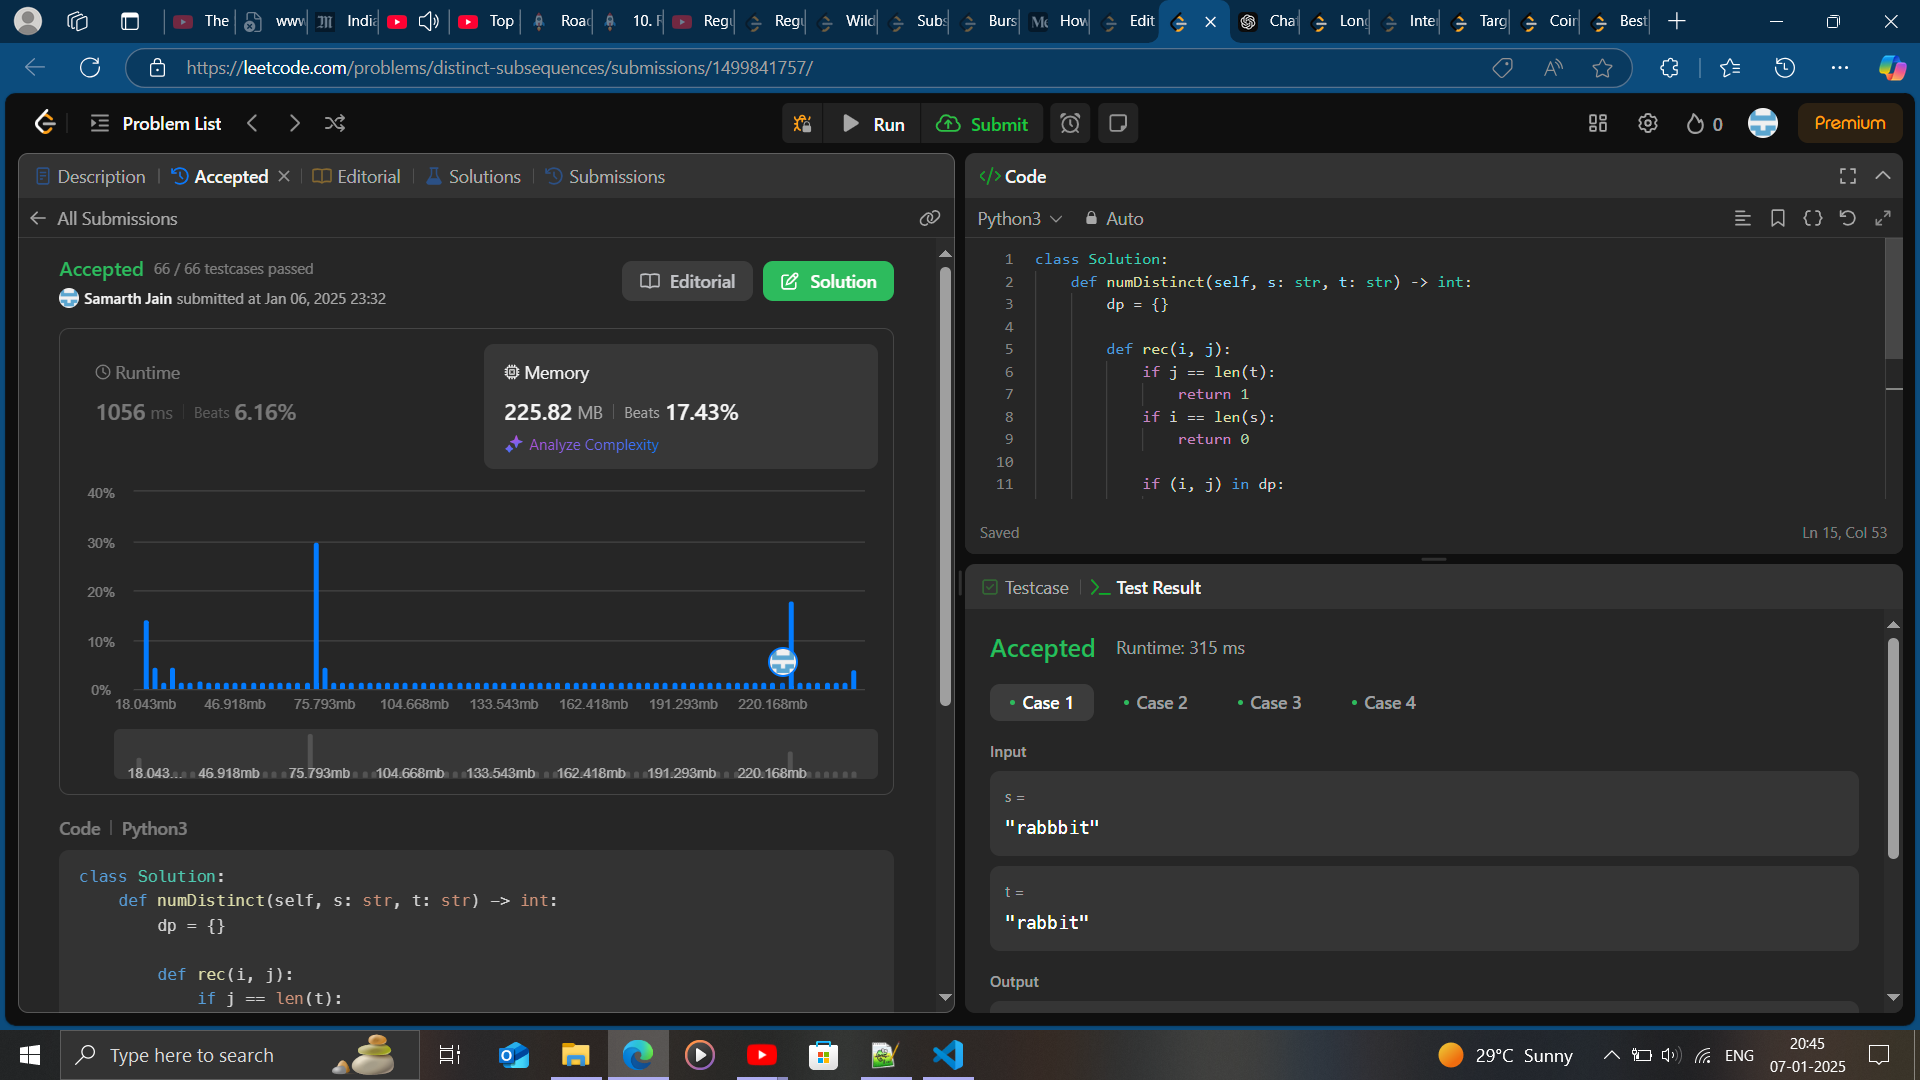 The
www
India
Top
Road
10. R
Regu
Regu
Wild
Subs
Burs
How
Edit
Chat
Long
Inter
Targ
Coin
Best
https://leetcode.com/problems/distinct-subsequences/submissions/1499841757/
Problem List
Run
Submit
0
Premium
Description
Accepted
Editorial
Solutions
Submissions
All Submissions
Accepted 66 / 66 testcases passed
Samarth Jain submitted at Jan 06, 2025 23:32
Editorial
Solution
Runtime
1056 ms Beats 6.16%
Memory
225.82 MB Beats 17.43%
Analyze Complexity
40%
30%
20%
10%
0%
18.043mb 46.918mb 75.793mb 104.668mb 133.543mb 162.418mb 191.293mb 220.168mb
18.043... 46.918mb 75.793mb 104.668mb 133.543mb 162.418mb 191.293mb 220.168mb
Code Python3
class Solution:
def numDistinct(self, s: str, t: str) -> int:
dp = {}
def rec(i, j):
if j == len(t):
</> Code
Python3 Auto
1 class Solution:
2 def numDistinct(self, s: str, t: str) -> int:
3 dp = {}
4
5 def rec(i, j):
6 if j == len(t):
7 return 1
8 if i == len(s):
9 return 0
10
11 if (i, j) in dp:
Saved
Ln 15, Col 53
Testcase
Test Result
Accepted Runtime: 315 ms
Case 1
Case 2
Case 3
Case 4
Input
s =
"rabbbit"
t =
"rabbit"
Output
Type here to search
29°C Sunny
ENG
20:45
07-01-2025